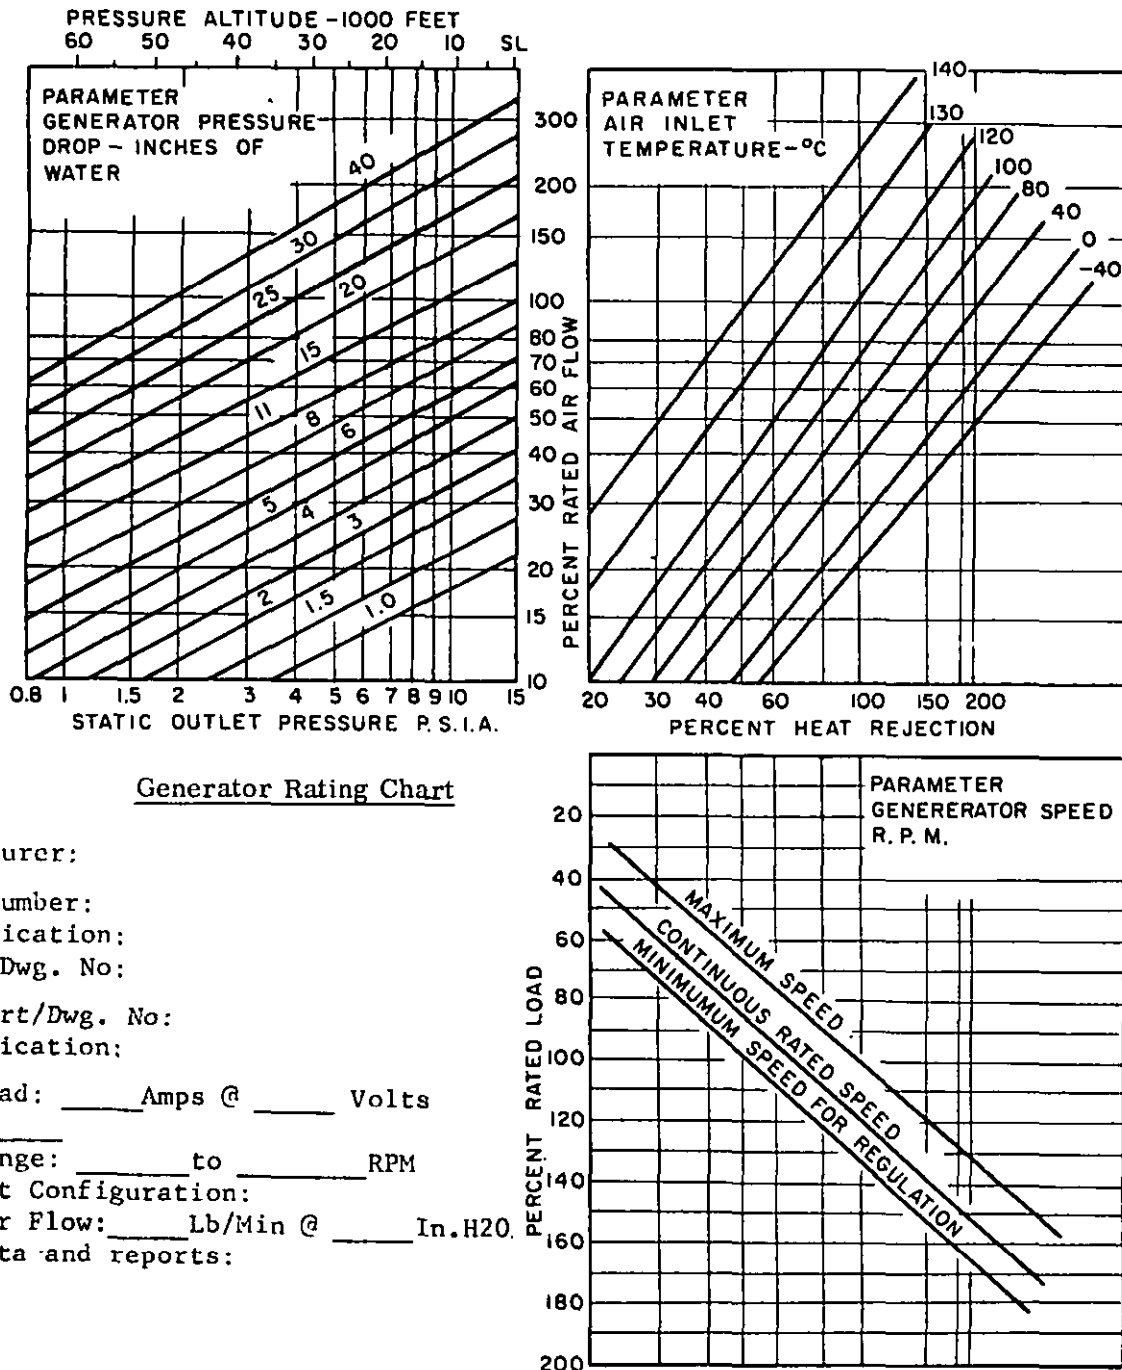 PRESSURE ALTITUDE - 1000 FEET
60 50 40 30 20 10 SL
PARAMETER
GENERATOR PRESSURE
DROP - INCHES OF
WATER
40
30
25
20
15
11
8
6
5
4
3
2
1.5
1.0
0.8 1 1.5 2 3 4 5 6 7 8 9 10 15
STATIC OUTLET PRESSURE P.S.I.A.
300
200
150
100
80
70
60
50
40
30
20
15
10
PERCENT RATED AIR FLOW
PARAMETER
AIR INLET
TEMPERATURE-°C
140
130
120
100
80
40
0
-40
20 30 40 60 100 150 200
PERCENT HEAT REJECTION
Generator Rating Chart
urer:
umber:
ication:
Dwg. No:
rt/Dwg. No:
ication:
ad: _____Amps @ _____ Volts
nge: _______to ________RPM
t Configuration:
r Flow:_____Lb/Min @ _____In.H20.
ta and reports:
PARAMETER
GENERERATOR SPEED
R.P.M.
20
40
60
80
100
120
140
160
180
200
PERCENT RATED LOAD
MAXIMUM SPEED
CONTINUOUS RATED SPEED
MINIMUMUM SPEED FOR REGULATION